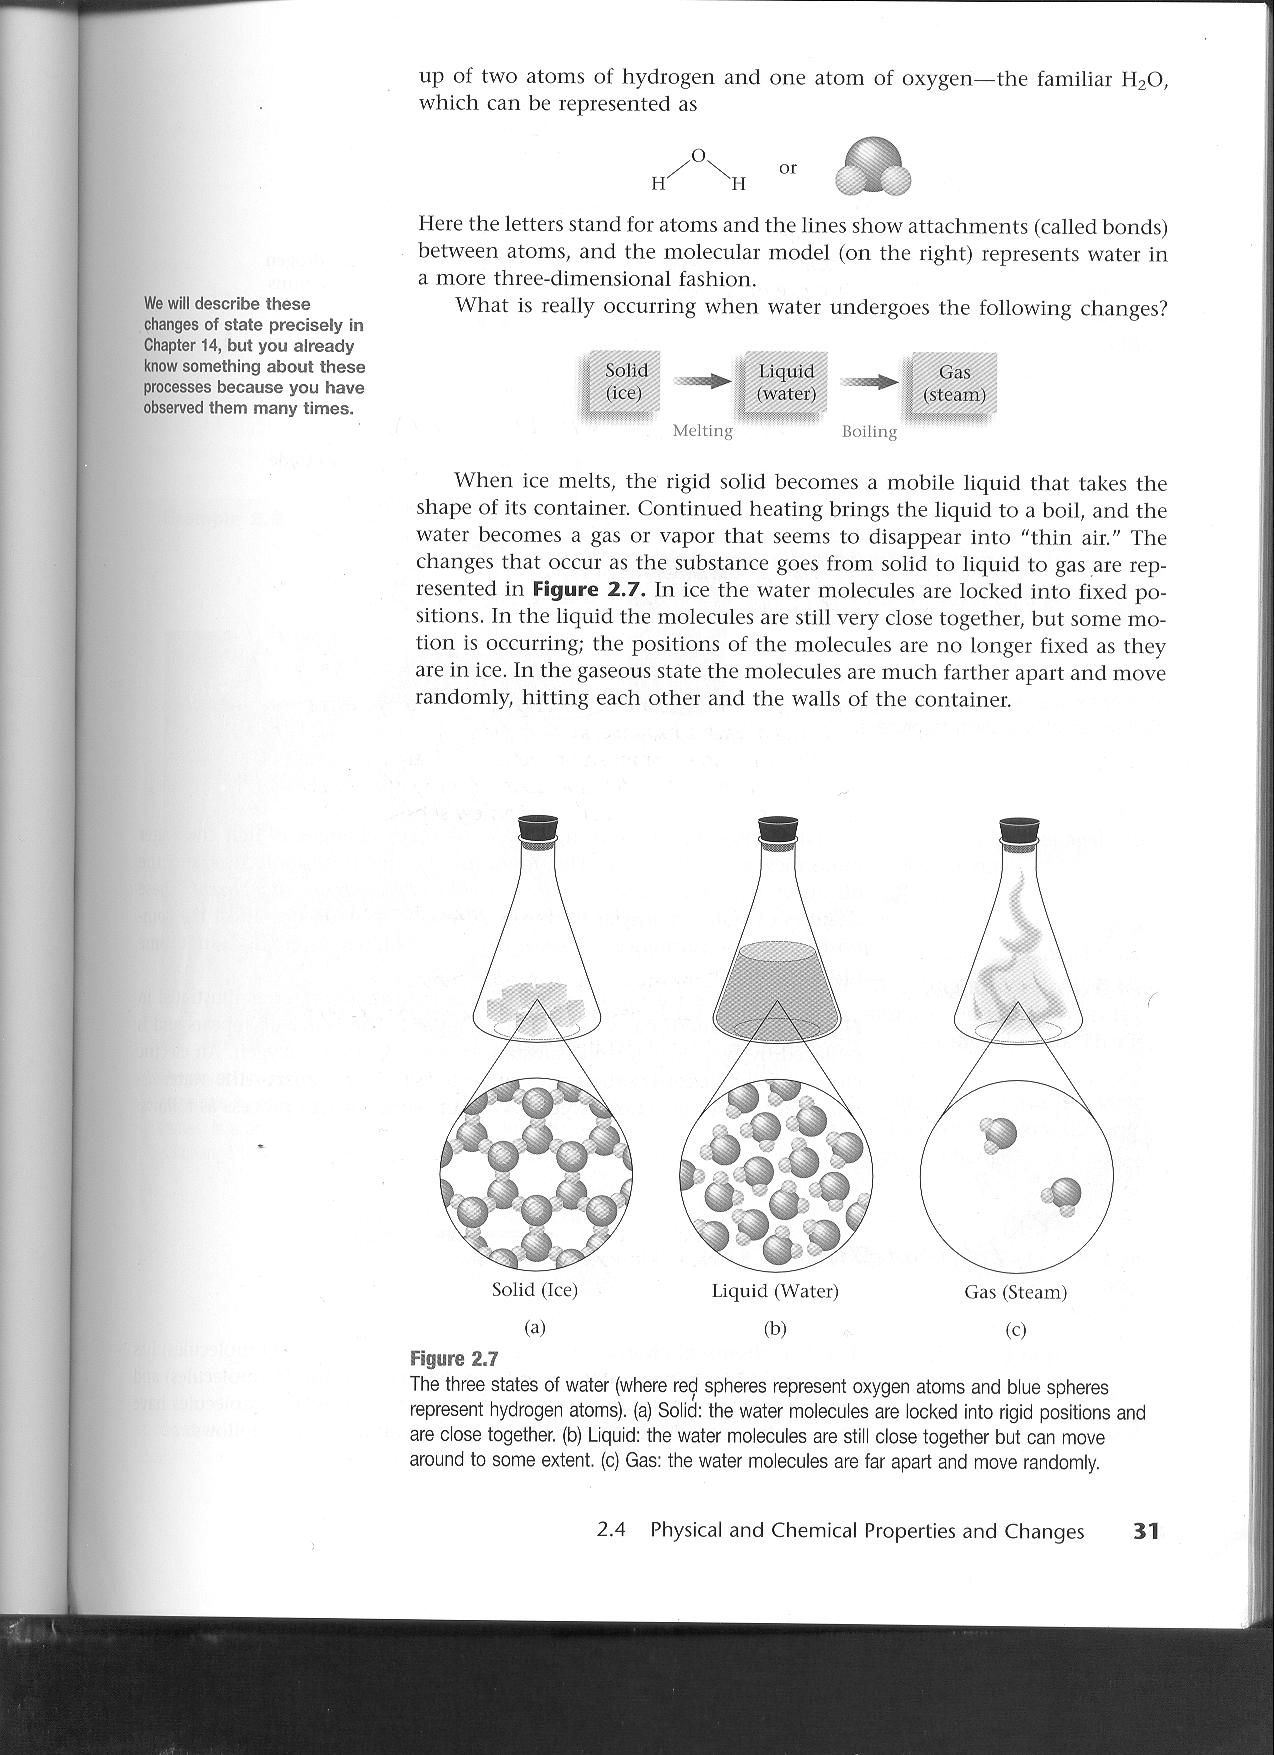 up of two atoms of hydrogen and one atom of oxygen—the familiar H₂O,
which can be represented as
O
H H
or
Here the letters stand for atoms and the lines show attachments (called bonds)
between atoms, and the molecular model (on the right) represents water in
a more three-dimensional fashion.
What is really occurring when water undergoes the following changes?
We will describe these
changes of state precisely in
Chapter 14, but you already
know something about these
processes because you have
observed them many times.
Solid
(ice)
Melting
Liquid
(water)
Boiling
Gas
(steam)
When ice melts, the rigid solid becomes a mobile liquid that takes the
shape of its container. Continued heating brings the liquid to a boil, and the
water becomes a gas or vapor that seems to disappear into “thin air.” The
changes that occur as the substance goes from solid to liquid to gas are rep-
resented in Figure 2.7. In ice the water molecules are locked into fixed po-
sitions. In the liquid the molecules are still very close together, but some mo-
tion is occurring; the positions of the molecules are no longer fixed as they
are in ice. In the gaseous state the molecules are much farther apart and move
randomly, hitting each other and the walls of the container.
Solid (Ice)
(a)
Liquid (Water)
(b)
Gas (Steam)
(c)
Figure 2.7
The three states of water (where red spheres represent oxygen atoms and blue spheres
represent hydrogen atoms). (a) Solid: the water molecules are locked into rigid positions and
are close together. (b) Liquid: the water molecules are still close together but can move
around to some extent. (c) Gas: the water molecules are far apart and move randomly.
2.4 Physical and Chemical Properties and Changes 31